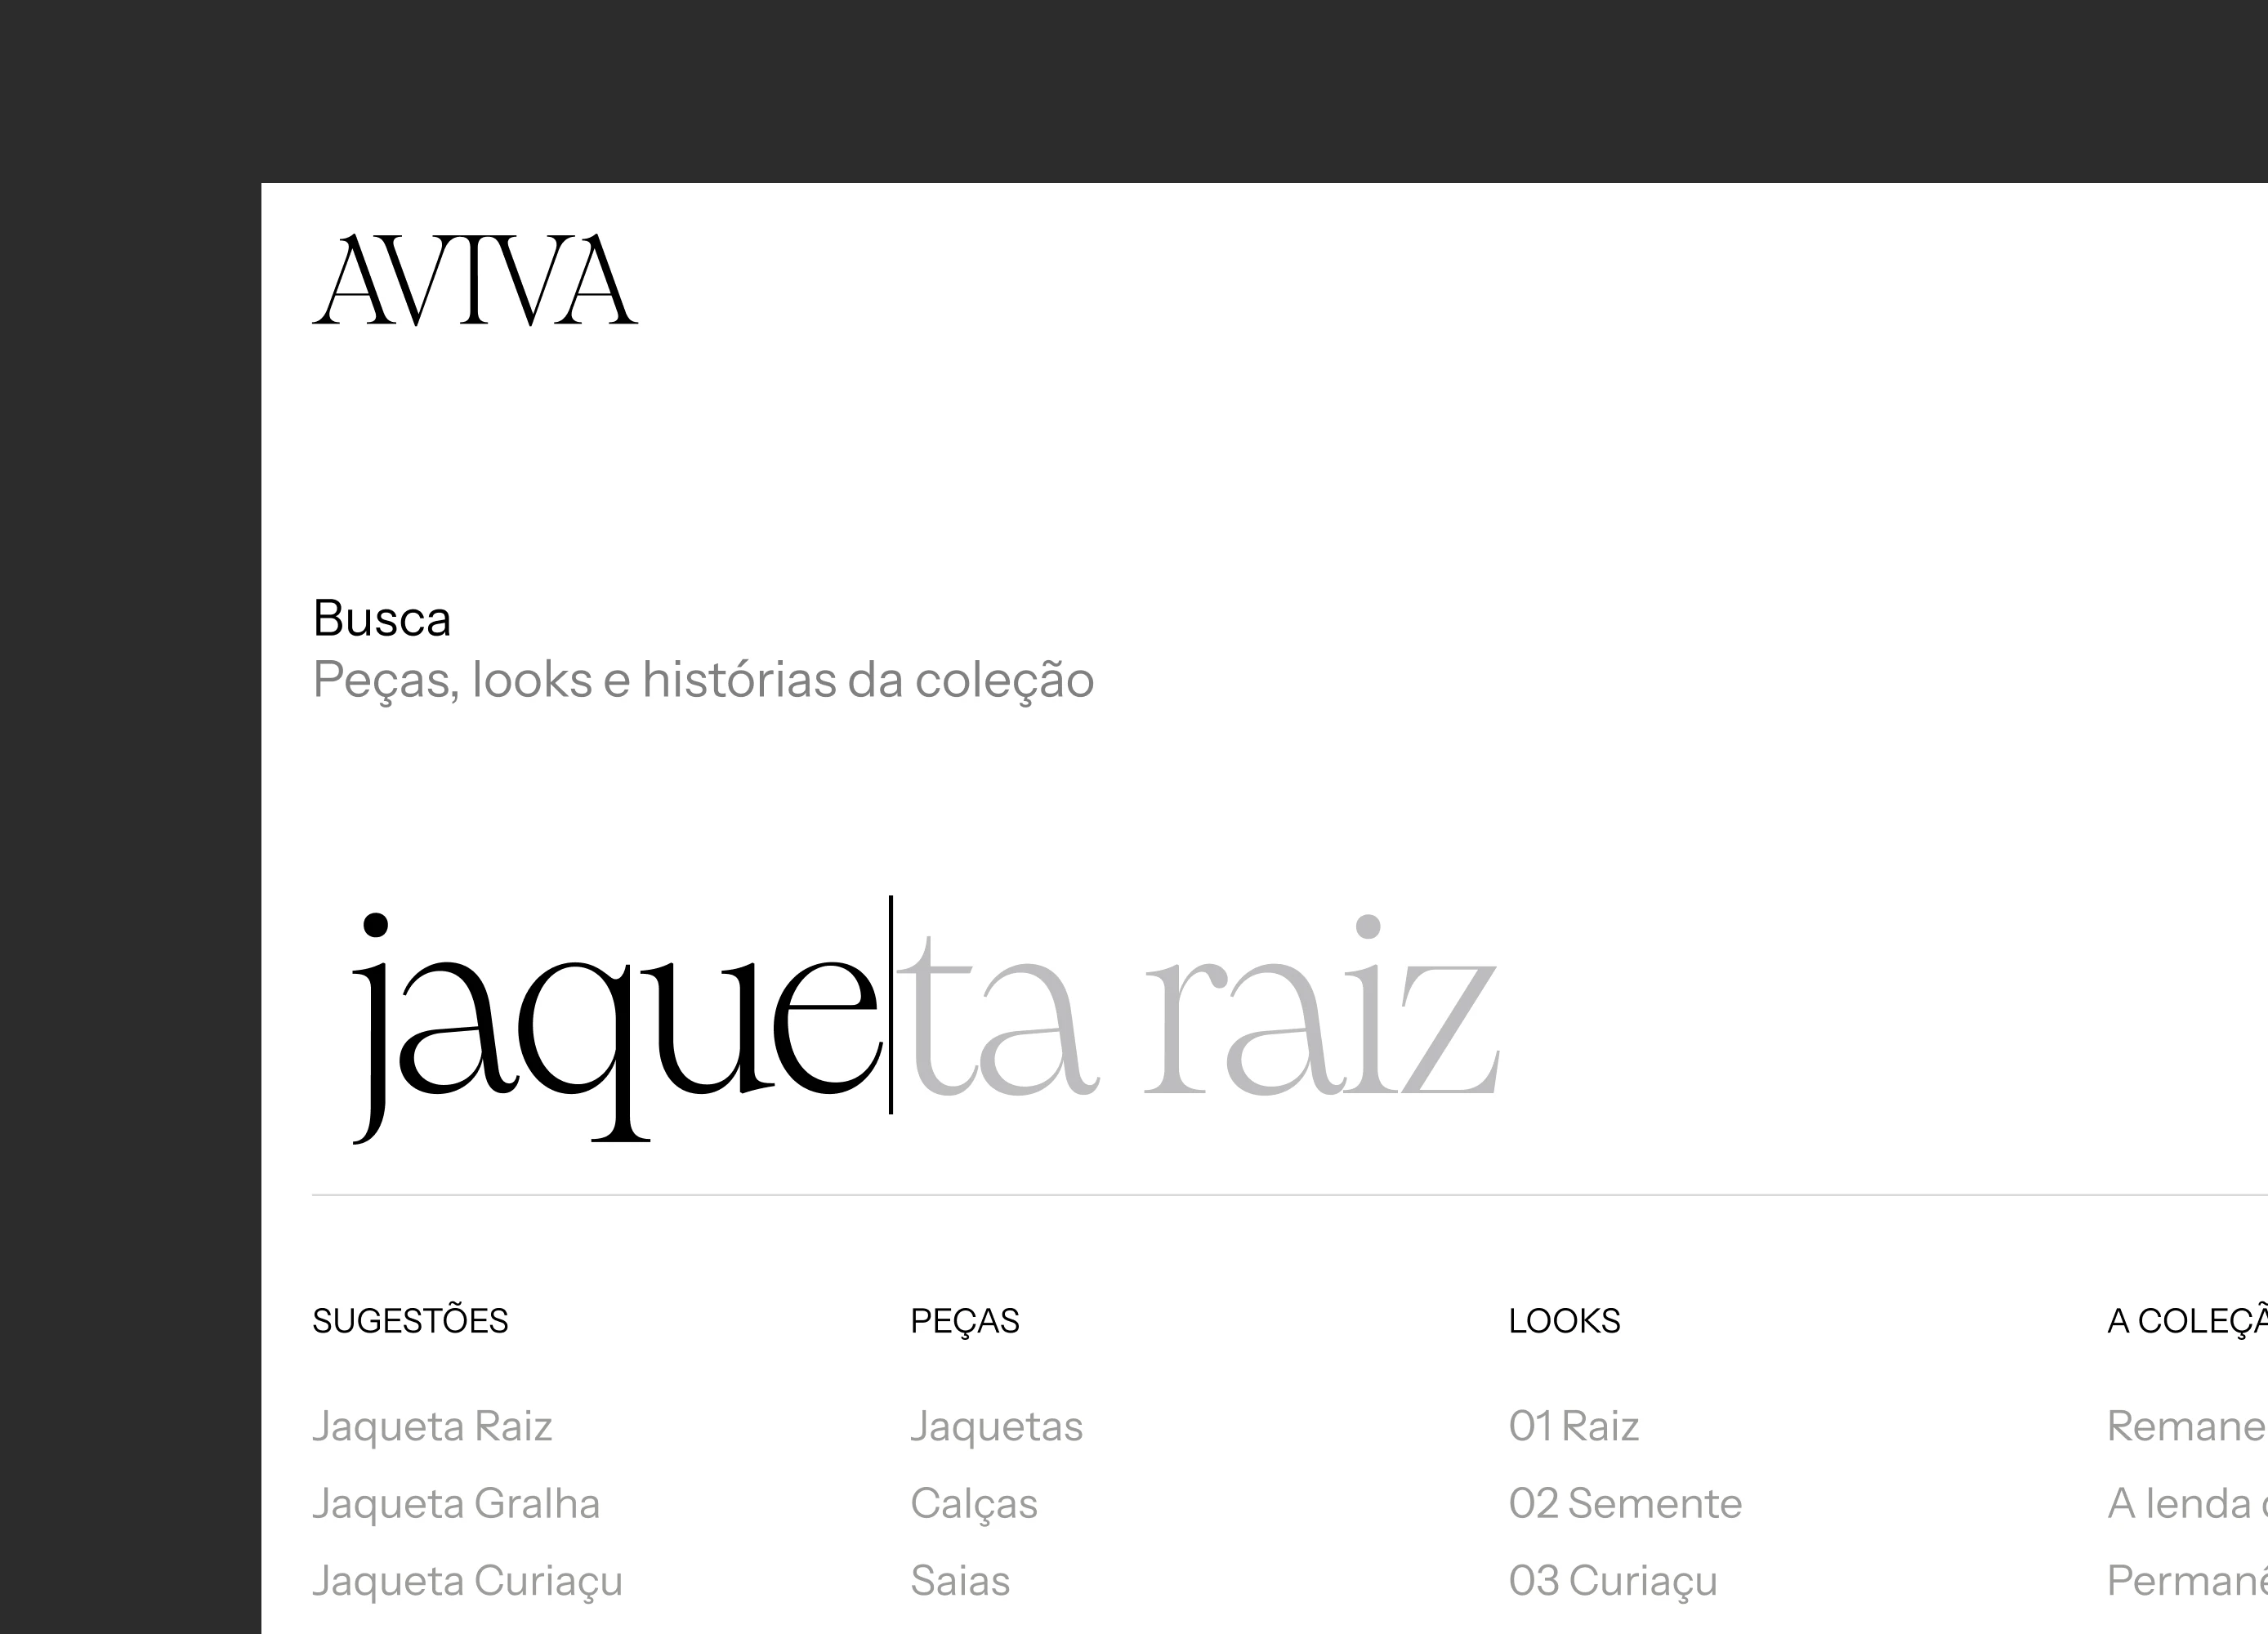 AVIVA
Busca
Peças, looks e histórias da coleção
jaqueta raiz
SUGESTÕES
Jaqueta Raiz
Jaqueta Gralha
Jaqueta Curiaçu
PEÇAS
Jaquetas
Calças
Saias
LOOKS
01 Raiz
02 Semente
03 Curiaçu
A
A lenda